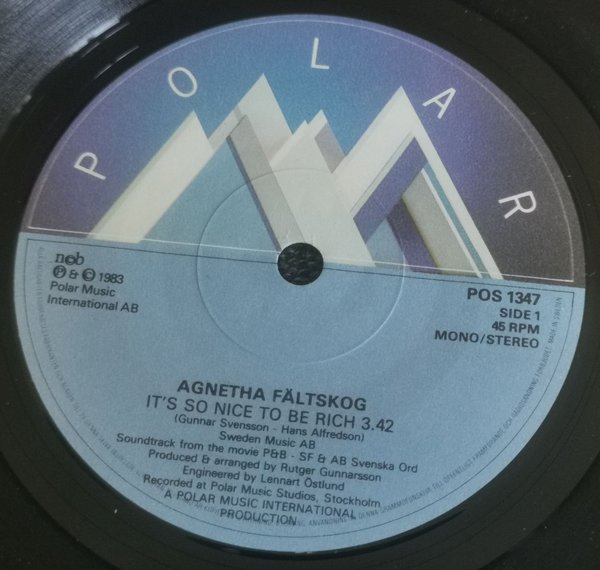 POLAR
ncb
Ⓟ & © 1983
Polar Music
International AB
POS 1347
SIDE 1
45 RPM
MONO/STEREO
AGNETHA FÄLTSKOG
IT'S SO NICE TO BE RICH 3.42
(Gunnar Svensson - Hans Alfredson)
Sweden Music AB
Soundtrack from the movie P&B - SF & AB Svenska Ord
Produced & arranged by Rutger Gunnarsson
Engineered by Lennart Östlund
Recorded at Polar Music Studios, Stockholm
A POLAR MUSIC INTERNATIONAL
PRODUCTION